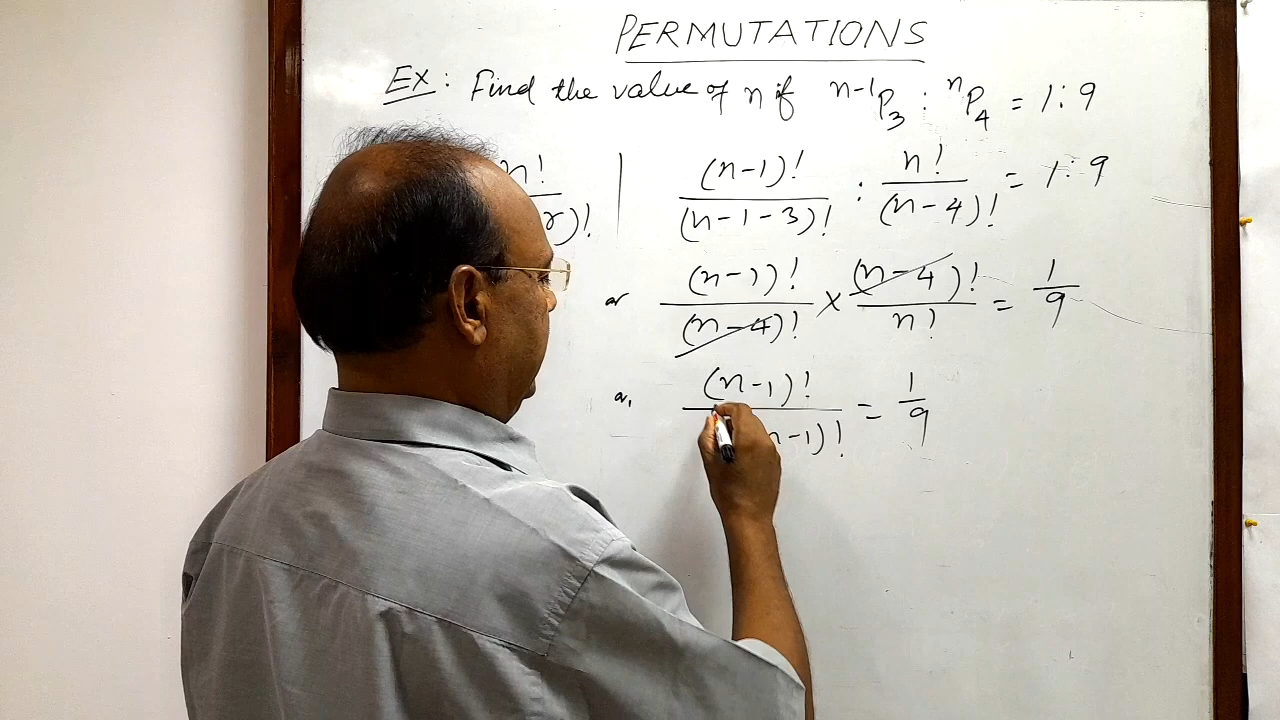 PERMUTATIONS
Ex: Find the value of n if n-1P3 : nP4 = 1:9
n!/r)! | (n-1)!/(n-1-3)! : n!/(n-4)! = 1:9
or (n-1)!/(n-4)! × (n-4)!/n! = 1/9
or, (n-1)!/n-1)! = 1/9